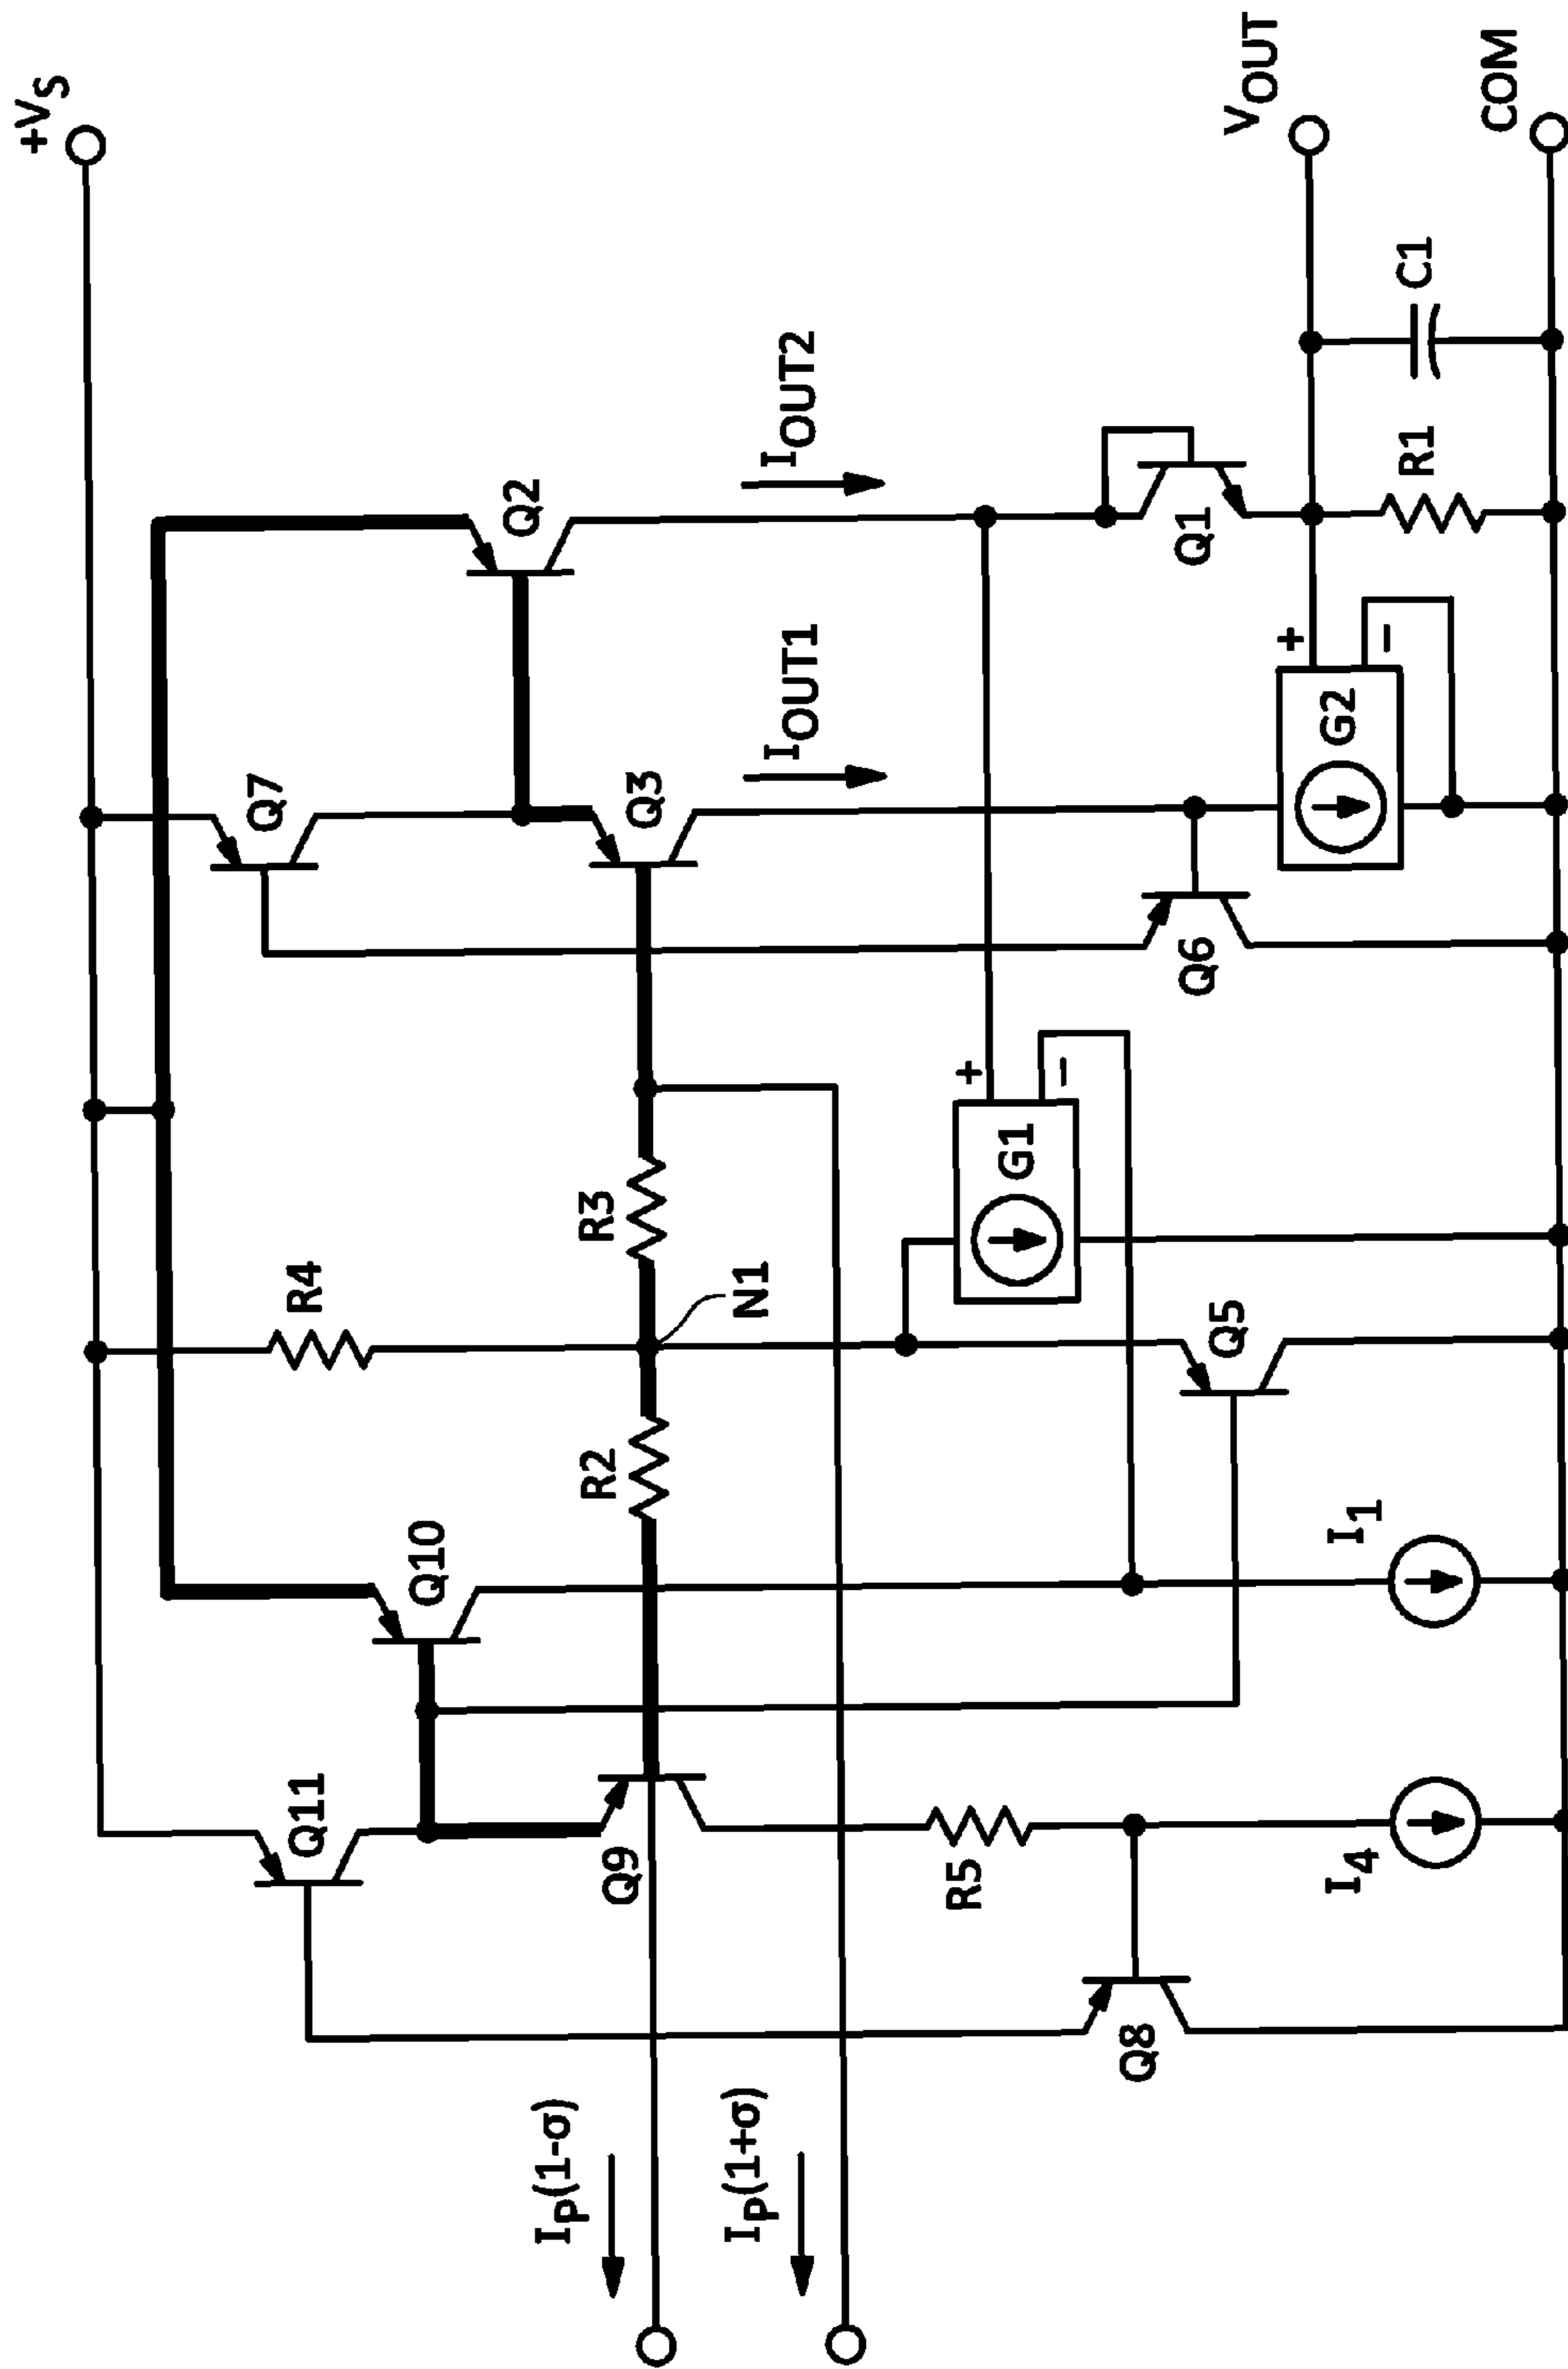 +VS
Q7
Q2
R4
Q11
Q10
Q3
IOUT2
IOUT1
R3
R2
N1
Q9
IP(1-σ)
IP(1+σ)
+
-
G1
R5
Q5
Q6
Q1
VOUT
+
-
G2
R1
C1
Q8
I4
I1
COM